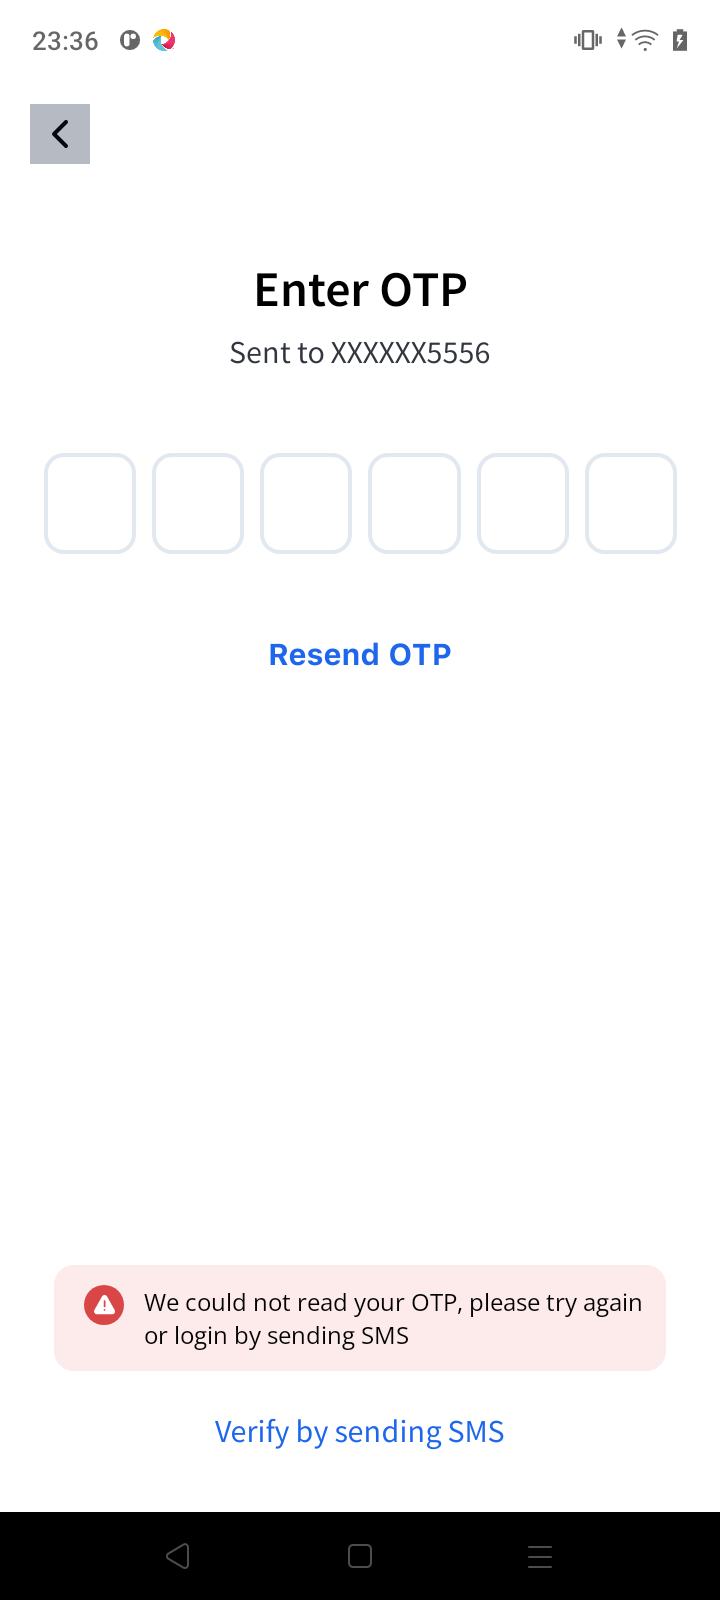 23:36
Enter OTP
Sent to XXXXXX5556
Resend OTP
We could not read your OTP, please try again
or login by sending SMS
Verify by sending SMS